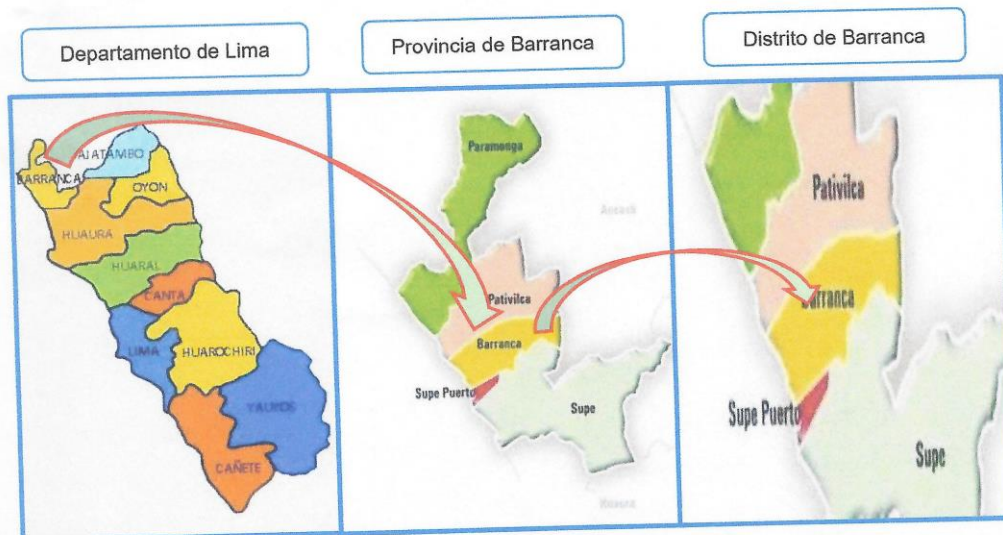 Departamento de Lima
Provincia de Barranca
Distrito de Barranca
CAJATAMBO
BARRANCA
OYON
HUAURA
HUARAL
CANTA
LIMA
HUAROCHIRI
YAUYOS
CAÑETE
Paramonga
Ancash
Pativilca
Barranca
Supe Puerto
Supe
Huaura
Pativilca
Barranca
Supe Puerto
Supe